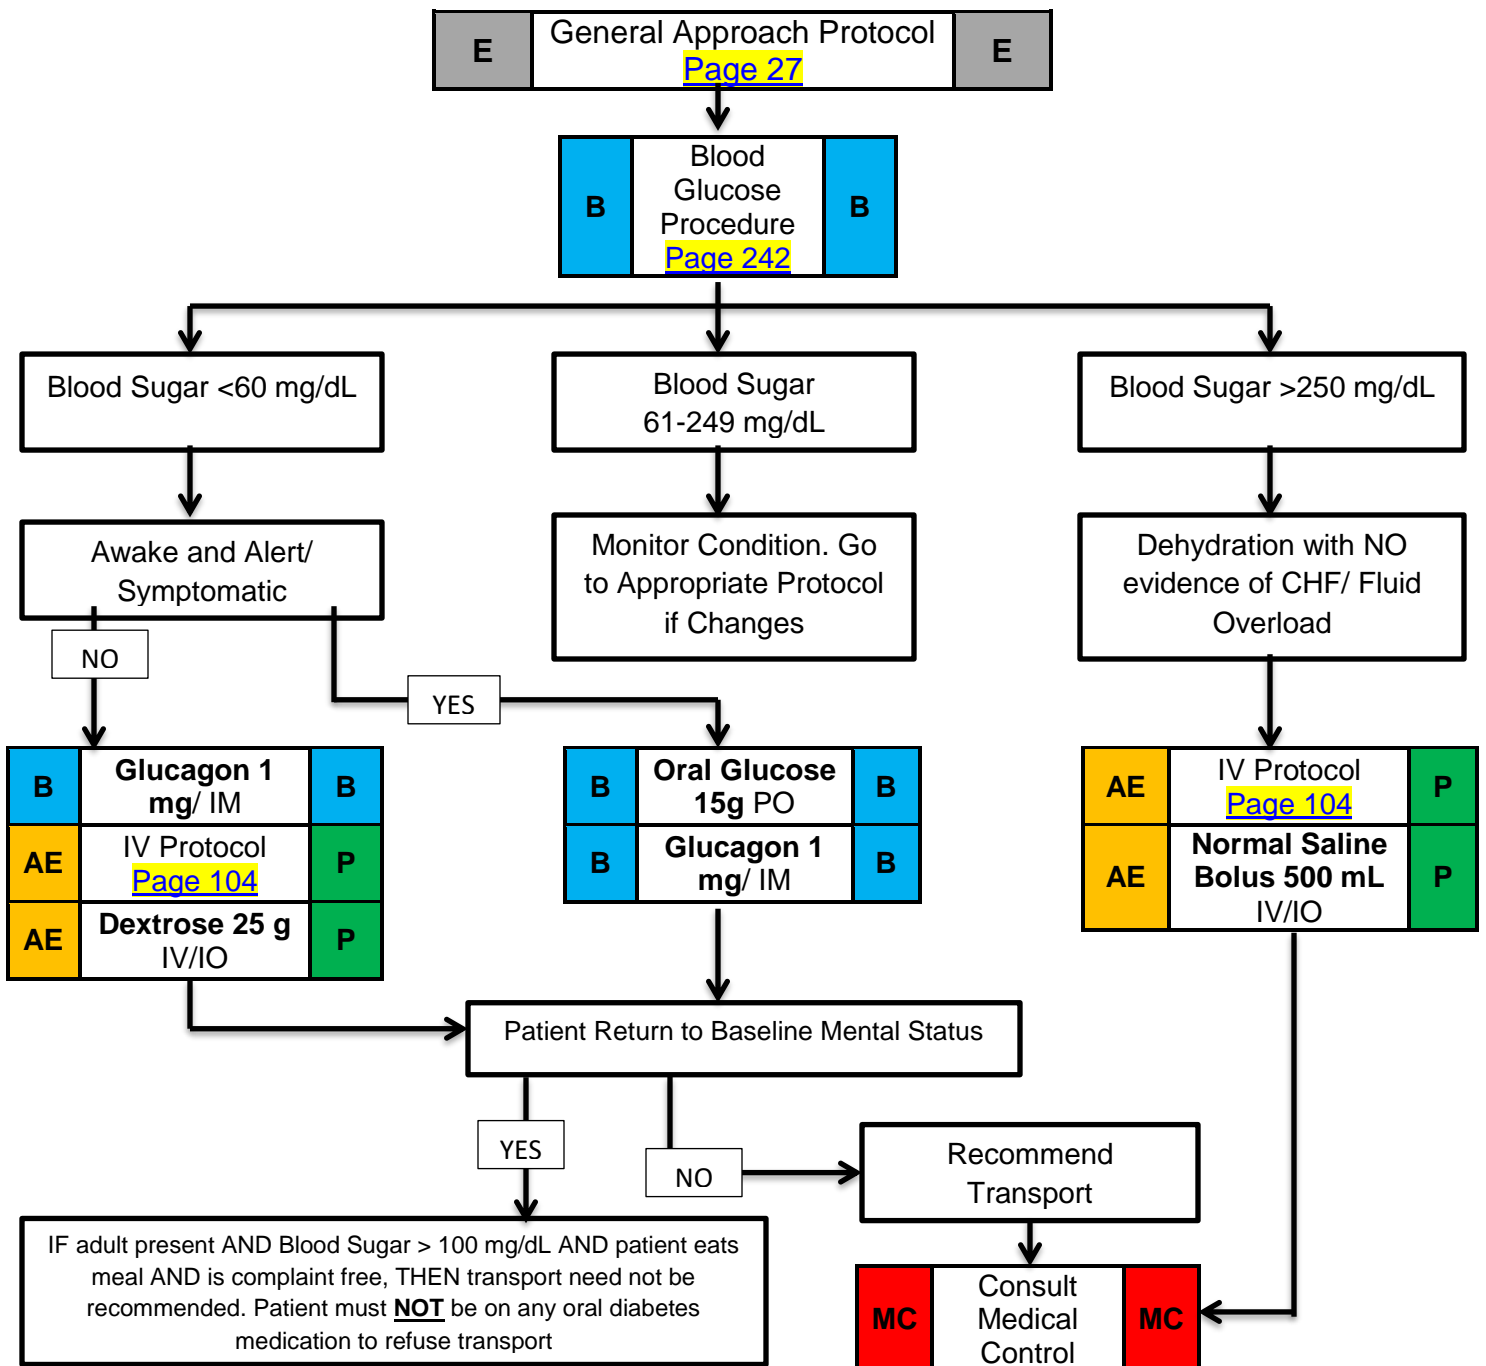 E
General Approach Protocol
Page 27
E
B
Blood
Glucose
Procedure
Page 242
B
Blood Sugar <60 mg/dL
Blood Sugar
61-249 mg/dL
Blood Sugar >250 mg/dL
Awake and Alert/
Symptomatic
Monitor Condition. Go
to Appropriate Protocol
if Changes
Dehydration with NO
evidence of CHF/ Fluid
Overload
NO
YES
B
Glucagon 1
mg/ IM
B
AE
IV Protocol
Page 104
P
AE
Dextrose 25 g
IV/IO
P
B
Oral Glucose
15g PO
B
B
Glucagon 1
mg/ IM
B
AE
IV Protocol
Page 104
P
AE
Normal Saline
Bolus 500 mL
IV/IO
P
Patient Return to Baseline Mental Status
YES
NO
Recommend
Transport
IF adult present AND Blood Sugar > 100 mg/dL AND patient eats
meal AND is complaint free, THEN transport need not be
recommended. Patient must NOT be on any oral diabetes
medication to refuse transport
MC
Consult
Medical
Control
MC